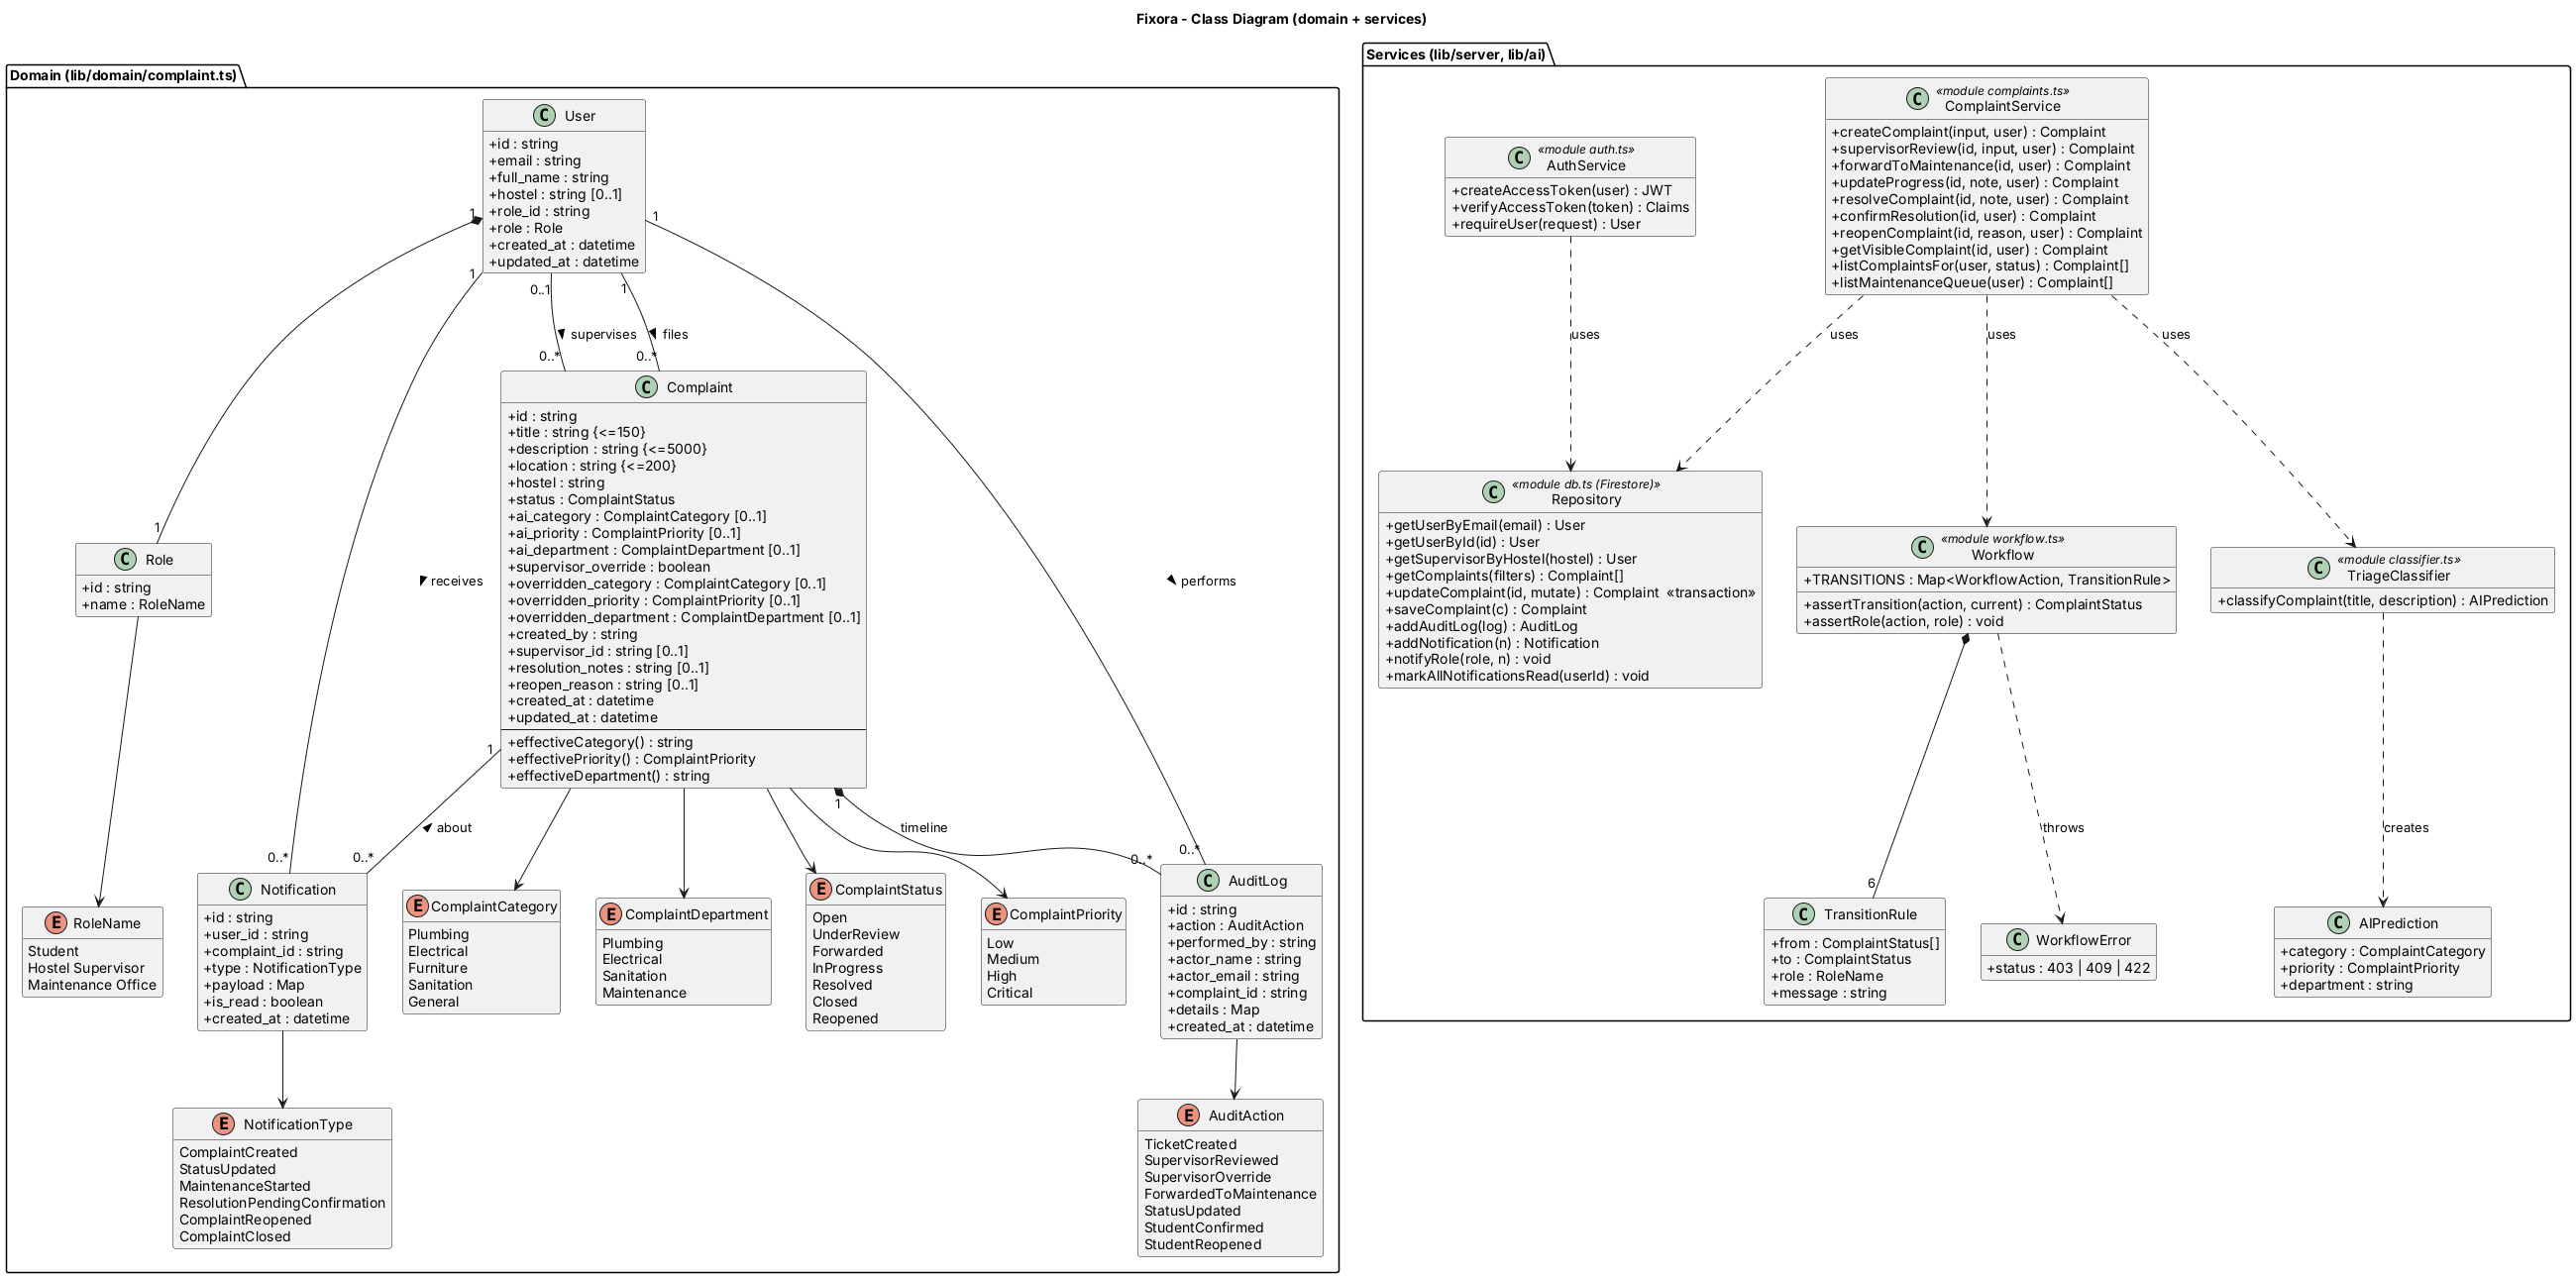 Fixora - Class Diagram (domain + services)
Domain (lib/domain/complaint.ts)
C User
+id : string
+email : string
+full_name : string
+hostel : string [0..1]
+role_id : string
+role : Role
+created_at : datetime
+updated_at : datetime
1
1
1
0..1
1
supervises
files
0..*
0..*
C Complaint
+id : string
+title : string {<=150}
+description : string {<=5000}
+location : string {<=200}
+hostel : string
+status : ComplaintStatus
+ai_category : ComplaintCategory [0..1]
+ai_priority : ComplaintPriority [0..1]
+ai_department : ComplaintDepartment [0..1]
+supervisor_override : boolean
+overridden_category : ComplaintCategory [0..1]
+overridden_priority : ComplaintPriority [0..1]
+overridden_department : ComplaintDepartment [0..1]
+created_by : string
+supervisor_id : string [0..1]
+resolution_notes : string [0..1]
+reopen_reason : string [0..1]
+created_at : datetime
+updated_at : datetime
+effectiveCategory() : string
+effectivePriority() : ComplaintPriority
+effectiveDepartment() : string
1
C Role
+id : string
+name : RoleName
receives
performs
1
1
about
timeline
0..*
0..*
0..*
0..*
E RoleName
Student
Hostel Supervisor
Maintenance Office
C Notification
+id : string
+user_id : string
+complaint_id : string
+type : NotificationType
+payload : Map
+is_read : boolean
+created_at : datetime
E ComplaintCategory
Plumbing
Electrical
Furniture
Sanitation
General
E ComplaintDepartment
Plumbing
Electrical
Sanitation
Maintenance
E ComplaintStatus
Open
UnderReview
Forwarded
InProgress
Resolved
Closed
Reopened
E ComplaintPriority
Low
Medium
High
Critical
C AuditLog
+id : string
+action : AuditAction
+performed_by : string
+actor_name : string
+actor_email : string
+complaint_id : string
+details : Map
+created_at : datetime
E NotificationType
ComplaintCreated
StatusUpdated
MaintenanceStarted
ResolutionPendingConfirmation
ComplaintReopened
ComplaintClosed
E AuditAction
TicketCreated
SupervisorReviewed
SupervisorOverride
ForwardedToMaintenance
StatusUpdated
StudentConfirmed
StudentReopened
Services (lib/server, lib/ai)
C «module auth.ts»
AuthService
+createAccessToken(user) : JWT
+verifyAccessToken(token) : Claims
+requireUser(request) : User
C «module complaints.ts»
ComplaintService
+createComplaint(input, user) : Complaint
+supervisorReview(id, input, user) : Complaint
+forwardToMaintenance(id, user) : Complaint
+updateProgress(id, note, user) : Complaint
+resolveComplaint(id, note, user) : Complaint
+confirmResolution(id, user) : Complaint
+reopenComplaint(id, reason, user) : Complaint
+getVisibleComplaint(id, user) : Complaint
+listComplaintsFor(user, status) : Complaint[]
+listMaintenanceQueue(user) : Complaint[]
uses
uses
uses
uses
C «module db.ts (Firestore)»
Repository
+getUserByEmail(email) : User
+getUserById(id) : User
+getSupervisorByHostel(hostel) : User
+getComplaints(filters) : Complaint[]
+updateComplaint(id, mutate) : Complaint «transaction»
+saveComplaint(c) : Complaint
+addAuditLog(log) : AuditLog
+addNotification(n) : Notification
+notifyRole(role, n) : void
+markAllNotificationsRead(userId) : void
C «module workflow.ts»
Workflow
+TRANSITIONS : Map<WorkflowAction, TransitionRule>
+assertTransition(action, current) : ComplaintStatus
+assertRole(action, role) : void
C «module classifier.ts»
TriageClassifier
+classifyComplaint(title, description) : AIPrediction
throws
creates
6
C TransitionRule
+from : ComplaintStatus[]
+to : ComplaintStatus
+role : RoleName
+message : string
C WorkflowError
+status : 403 | 409 | 422
C AIPrediction
+category : ComplaintCategory
+priority : ComplaintPriority
+department : string